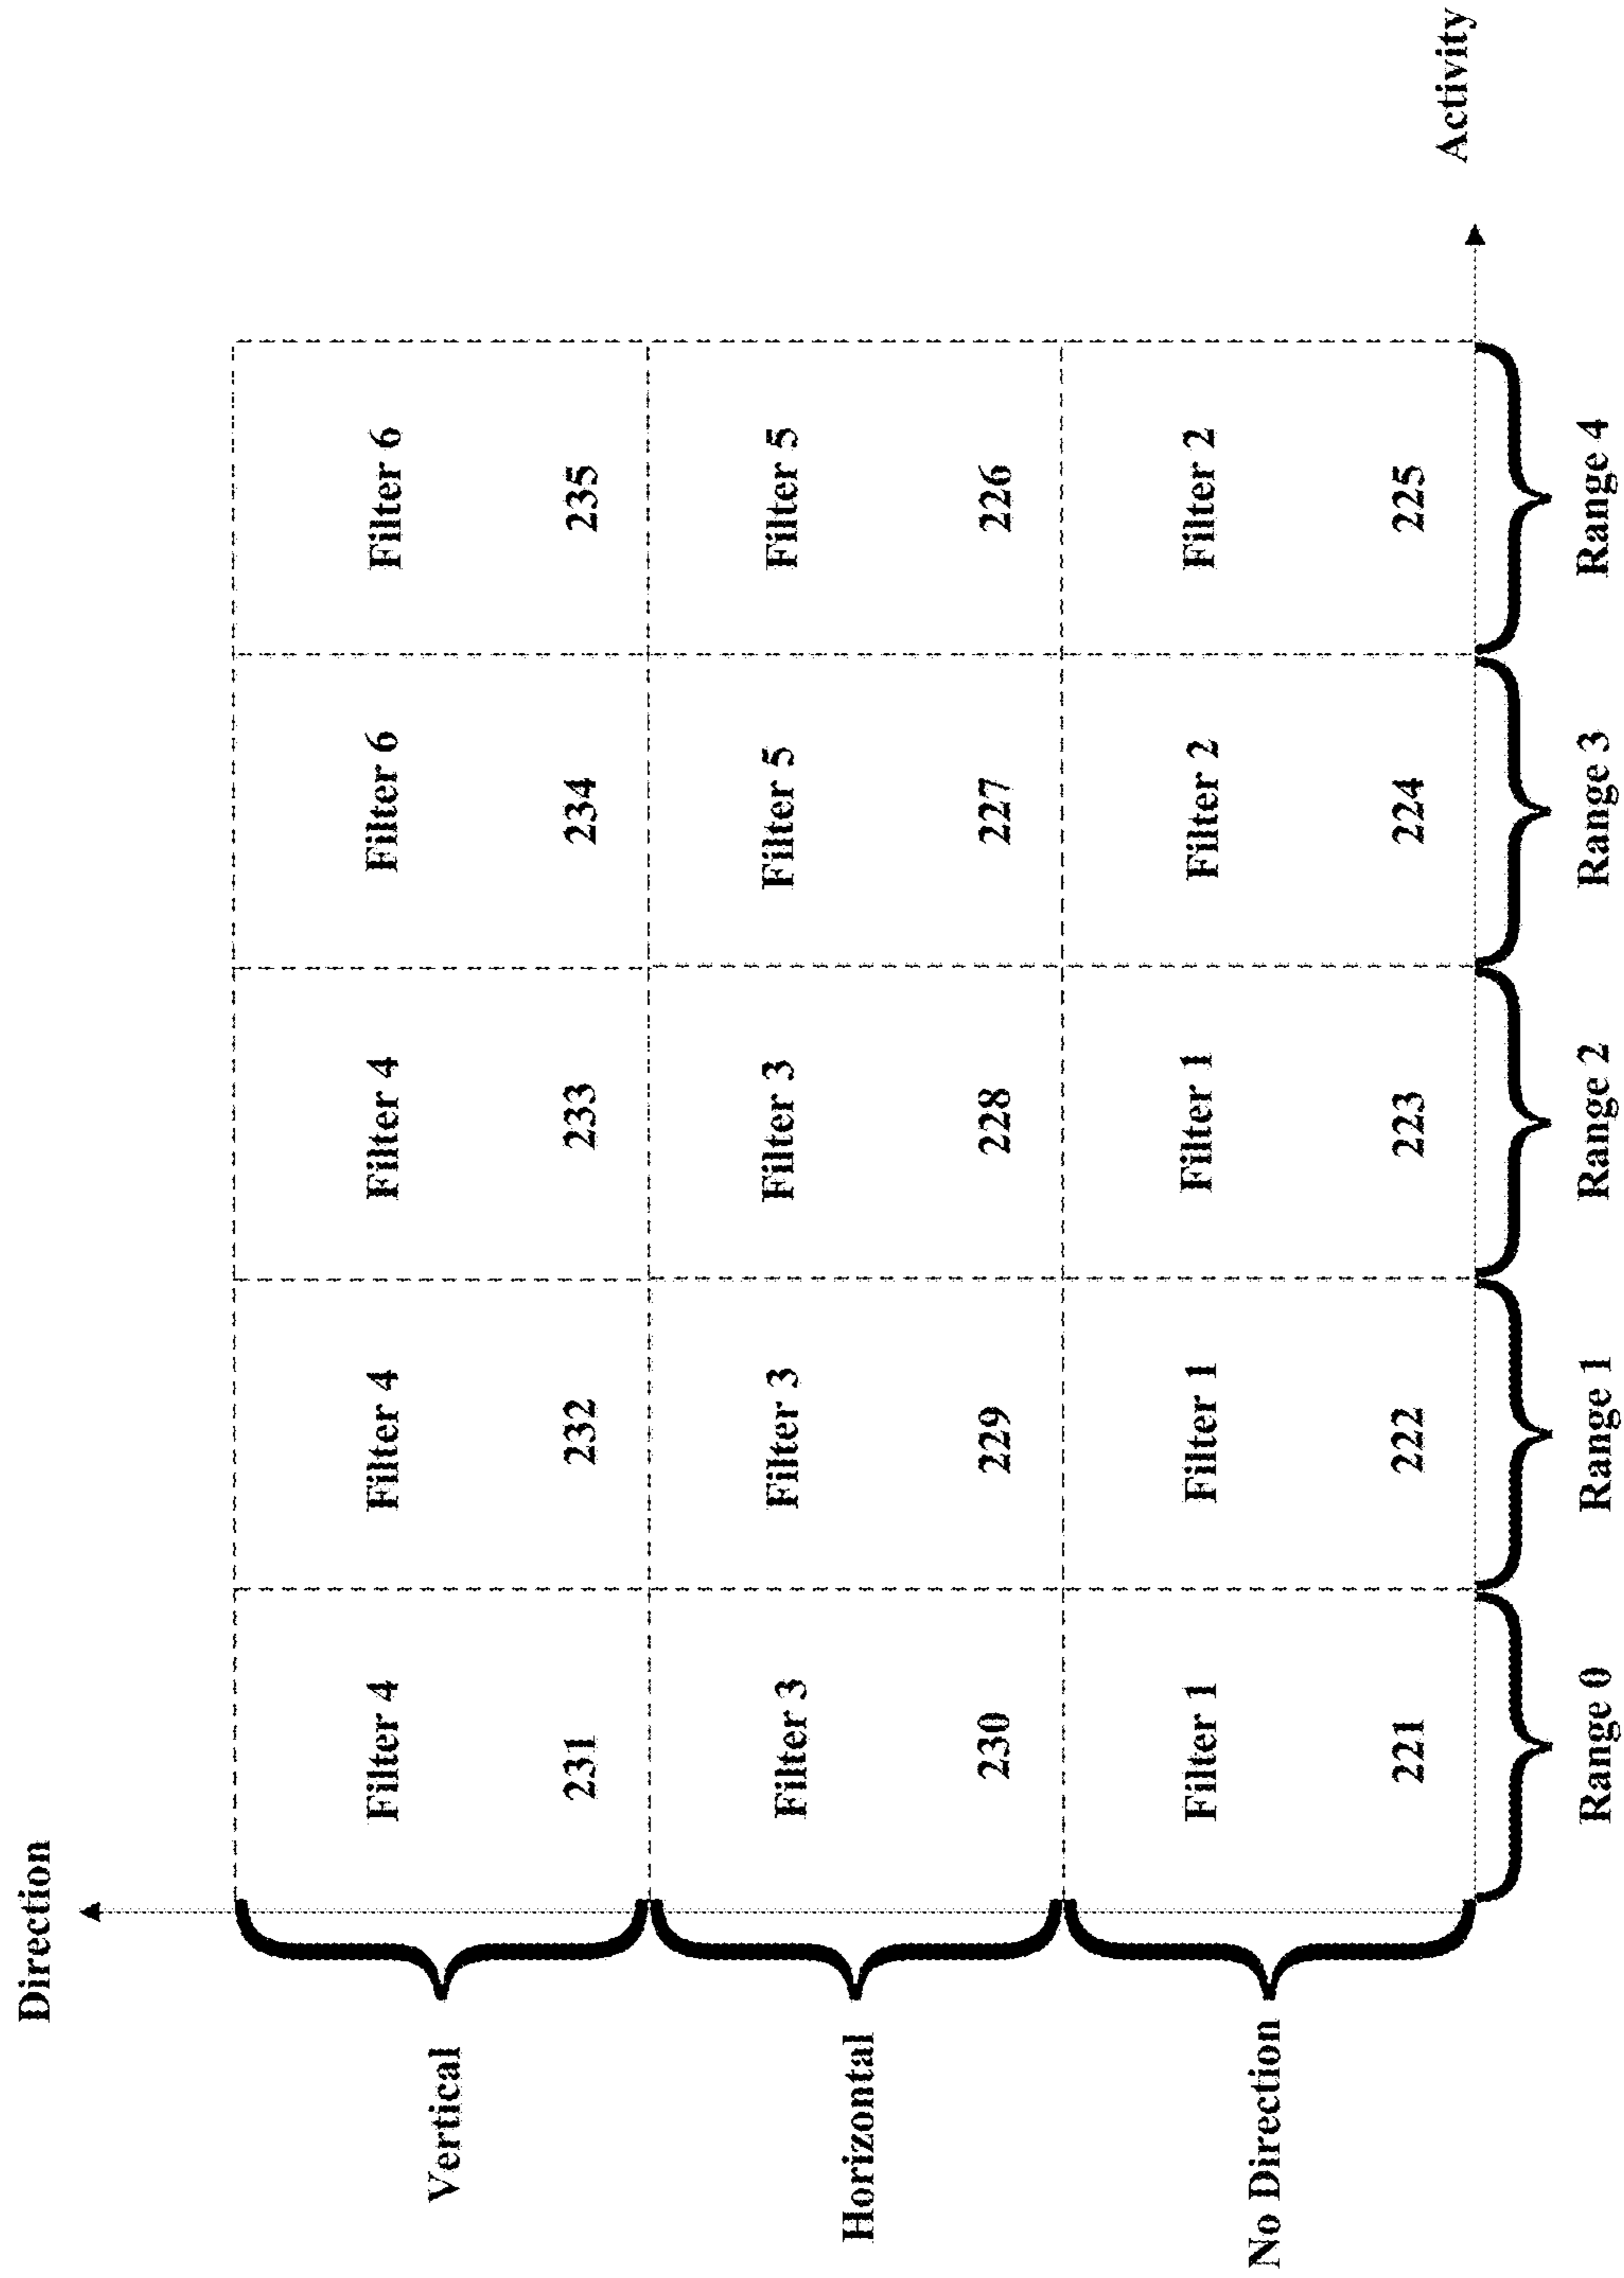 Direction
Vertical
Filter 4
Filter 4
Filter 4
Filter 6
Filter 6
231
232
233
234
235
Horizontal
Filter 3
Filter 3
Filter 3
Filter 5
Filter 5
230
229
228
227
226
No Direction
Filter 1
Filter 1
Filter 1
Filter 2
Filter 2
221
222
223
224
225
Activity
Range 0
Range 1
Range 2
Range 3
Range 4